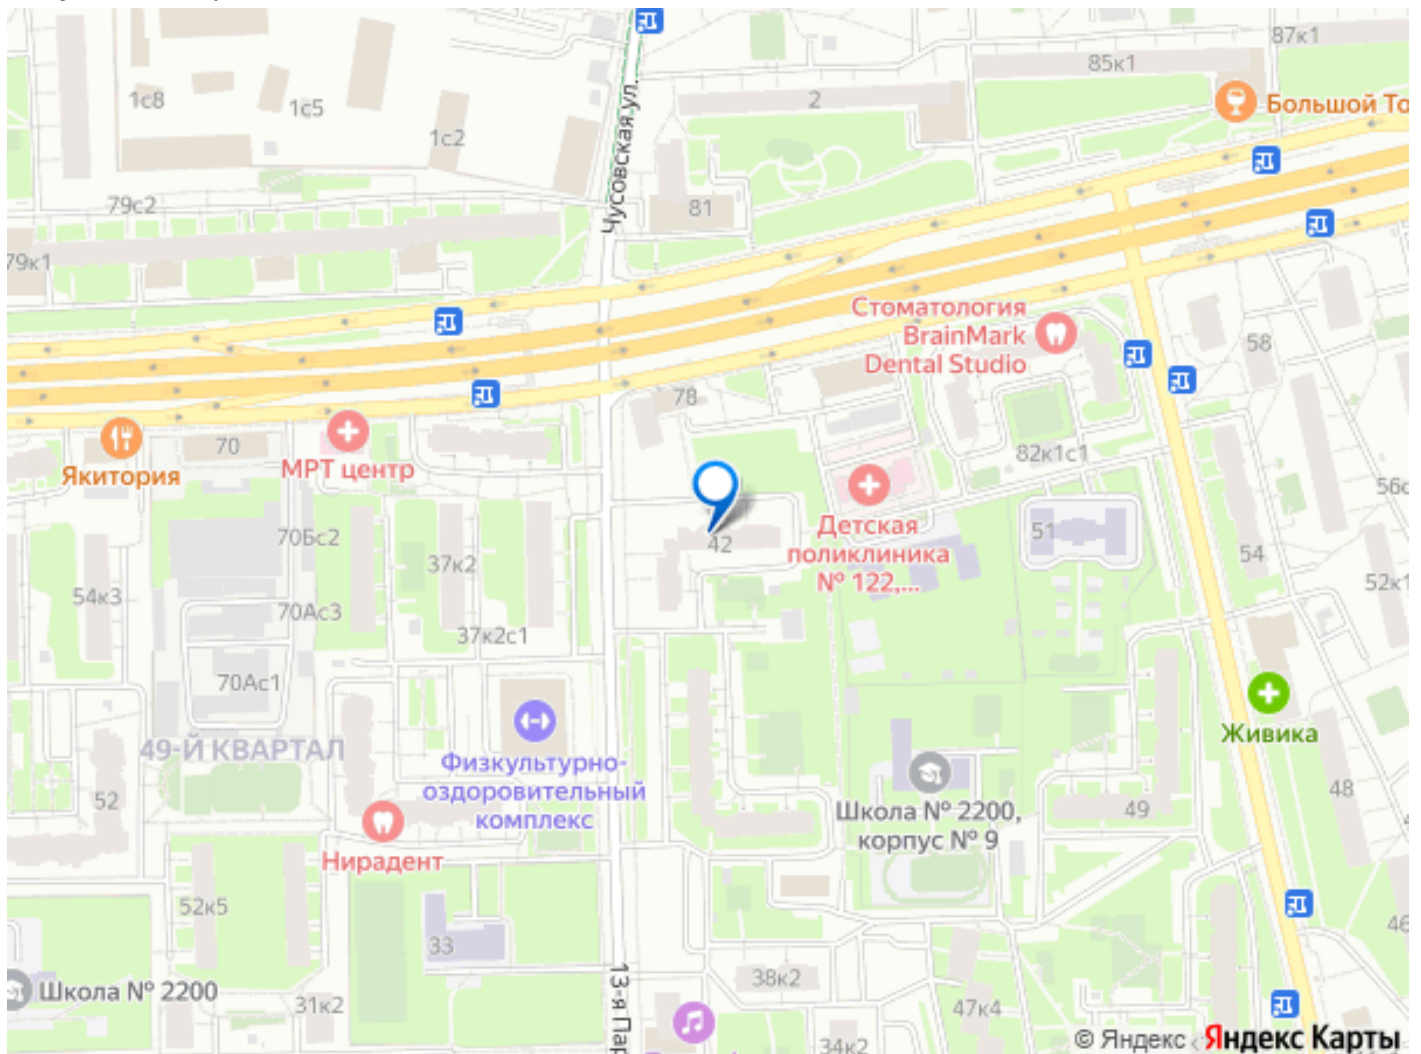 87к1
85к1
1с8
1с5
2
Большой То
1с2
Чусовская ул.
79с2
81
79к1
Стоматология
BrainMark
Dental Studio
58
78
70
82к1с1
МРТ центр
Якитория
56с
Детская
поликлиника
№ 122,...
70Бс2
42
51
37к2
54
54к3
52к1
70Ас3
37к2с1
70Ас1
Живика
49-Й КВАРТАЛ
Физкультурно-
оздоровительный
комплекс
48
52
Школа № 2200,
корпус № 9
49
Нирадент
52к5
33
46
38к2
13-я Пар
Школа № 2200
31к2
47к4
34к2
© Яндекс Яндекс Карты